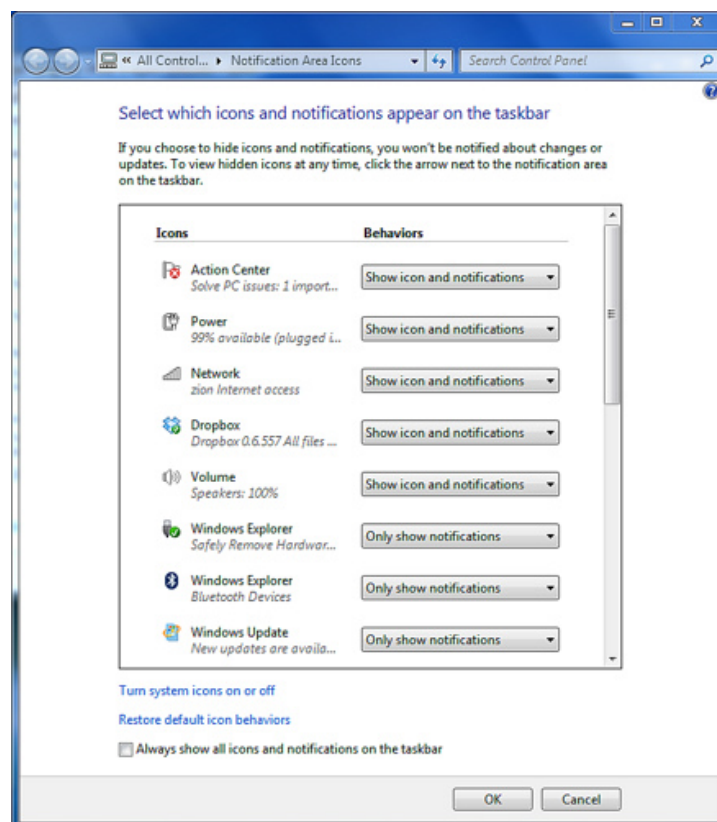 « All Control... ▸ Notification Area Icons
Search Control Panel
Select which icons and notifications appear on the taskbar
If you choose to hide icons and notifications, you won't be notified about changes or
updates. To view hidden icons at any time, click the arrow next to the notification area
on the taskbar.
Icons Behaviors
Action Center
Solve PC issues: 1 import... Show icon and notifications
Power
99% available (plugged i... Show icon and notifications
Network
zion Internet access Show icon and notifications
Dropbox
Dropbox 0.6.557 All files ... Show icon and notifications
Volume
Speakers: 100% Show icon and notifications
Windows Explorer
Safely Remove Hardwar... Only show notifications
Windows Explorer
Bluetooth Devices Only show notifications
Windows Update
New updates are availa... Only show notifications
Turn system icons on or off
Restore default icon behaviors
Always show all icons and notifications on the taskbar
OK Cancel